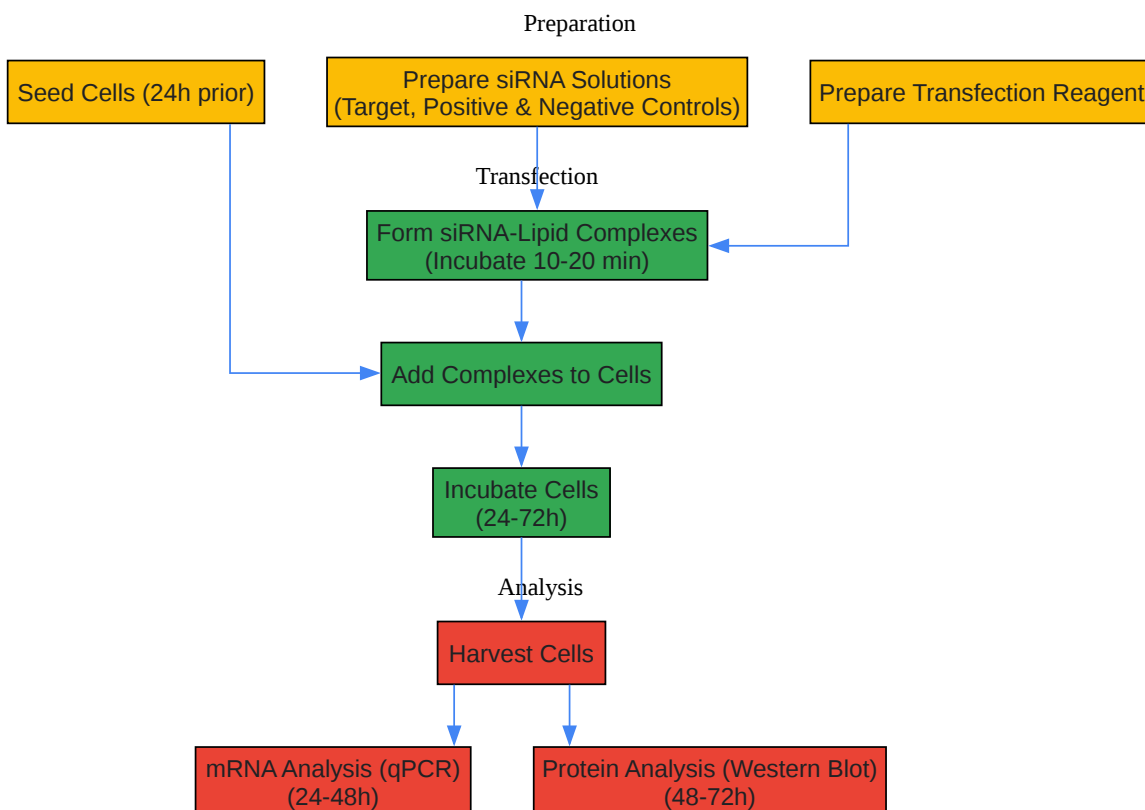 Preparation
Seed Cells (24h prior)
Prepare siRNA Solutions
(Target, Positive & Negative Controls)
Prepare Transfection Reagent
Transfection
Form siRNA-Lipid Complexes
(Incubate 10-20 min)
Add Complexes to Cells
Incubate Cells
(24-72h)
Analysis
Harvest Cells
mRNA Analysis (qPCR)
(24-48h)
Protein Analysis (Western Blot)
(48-72h)